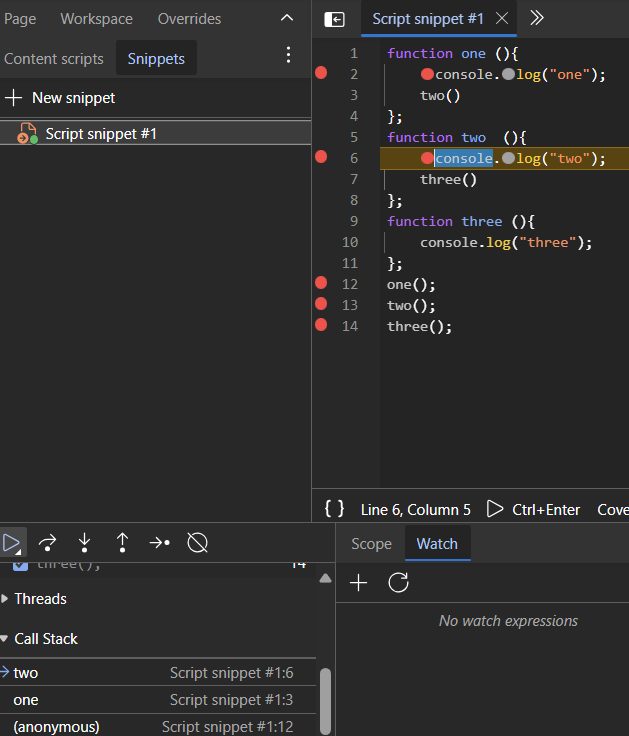 Page Workspace Overrides
Content scripts Snippets
New snippet
Script snippet #1
Script snippet #1
1 function one (){
2 console.log("one");
3 two()
4 };
5 function two  (){
6 console.log("two");
7 three()
8 };
9 function three (){
10 console.log("three");
11 };
12 one();
13 two();
14 three();
{ } Line 6, Column 5 Ctrl+Enter Cove
three(); 14
Threads
Call Stack
two Script snippet #1:6
one Script snippet #1:3
(anonymous) Script snippet #1:12
Scope Watch
No watch expressions